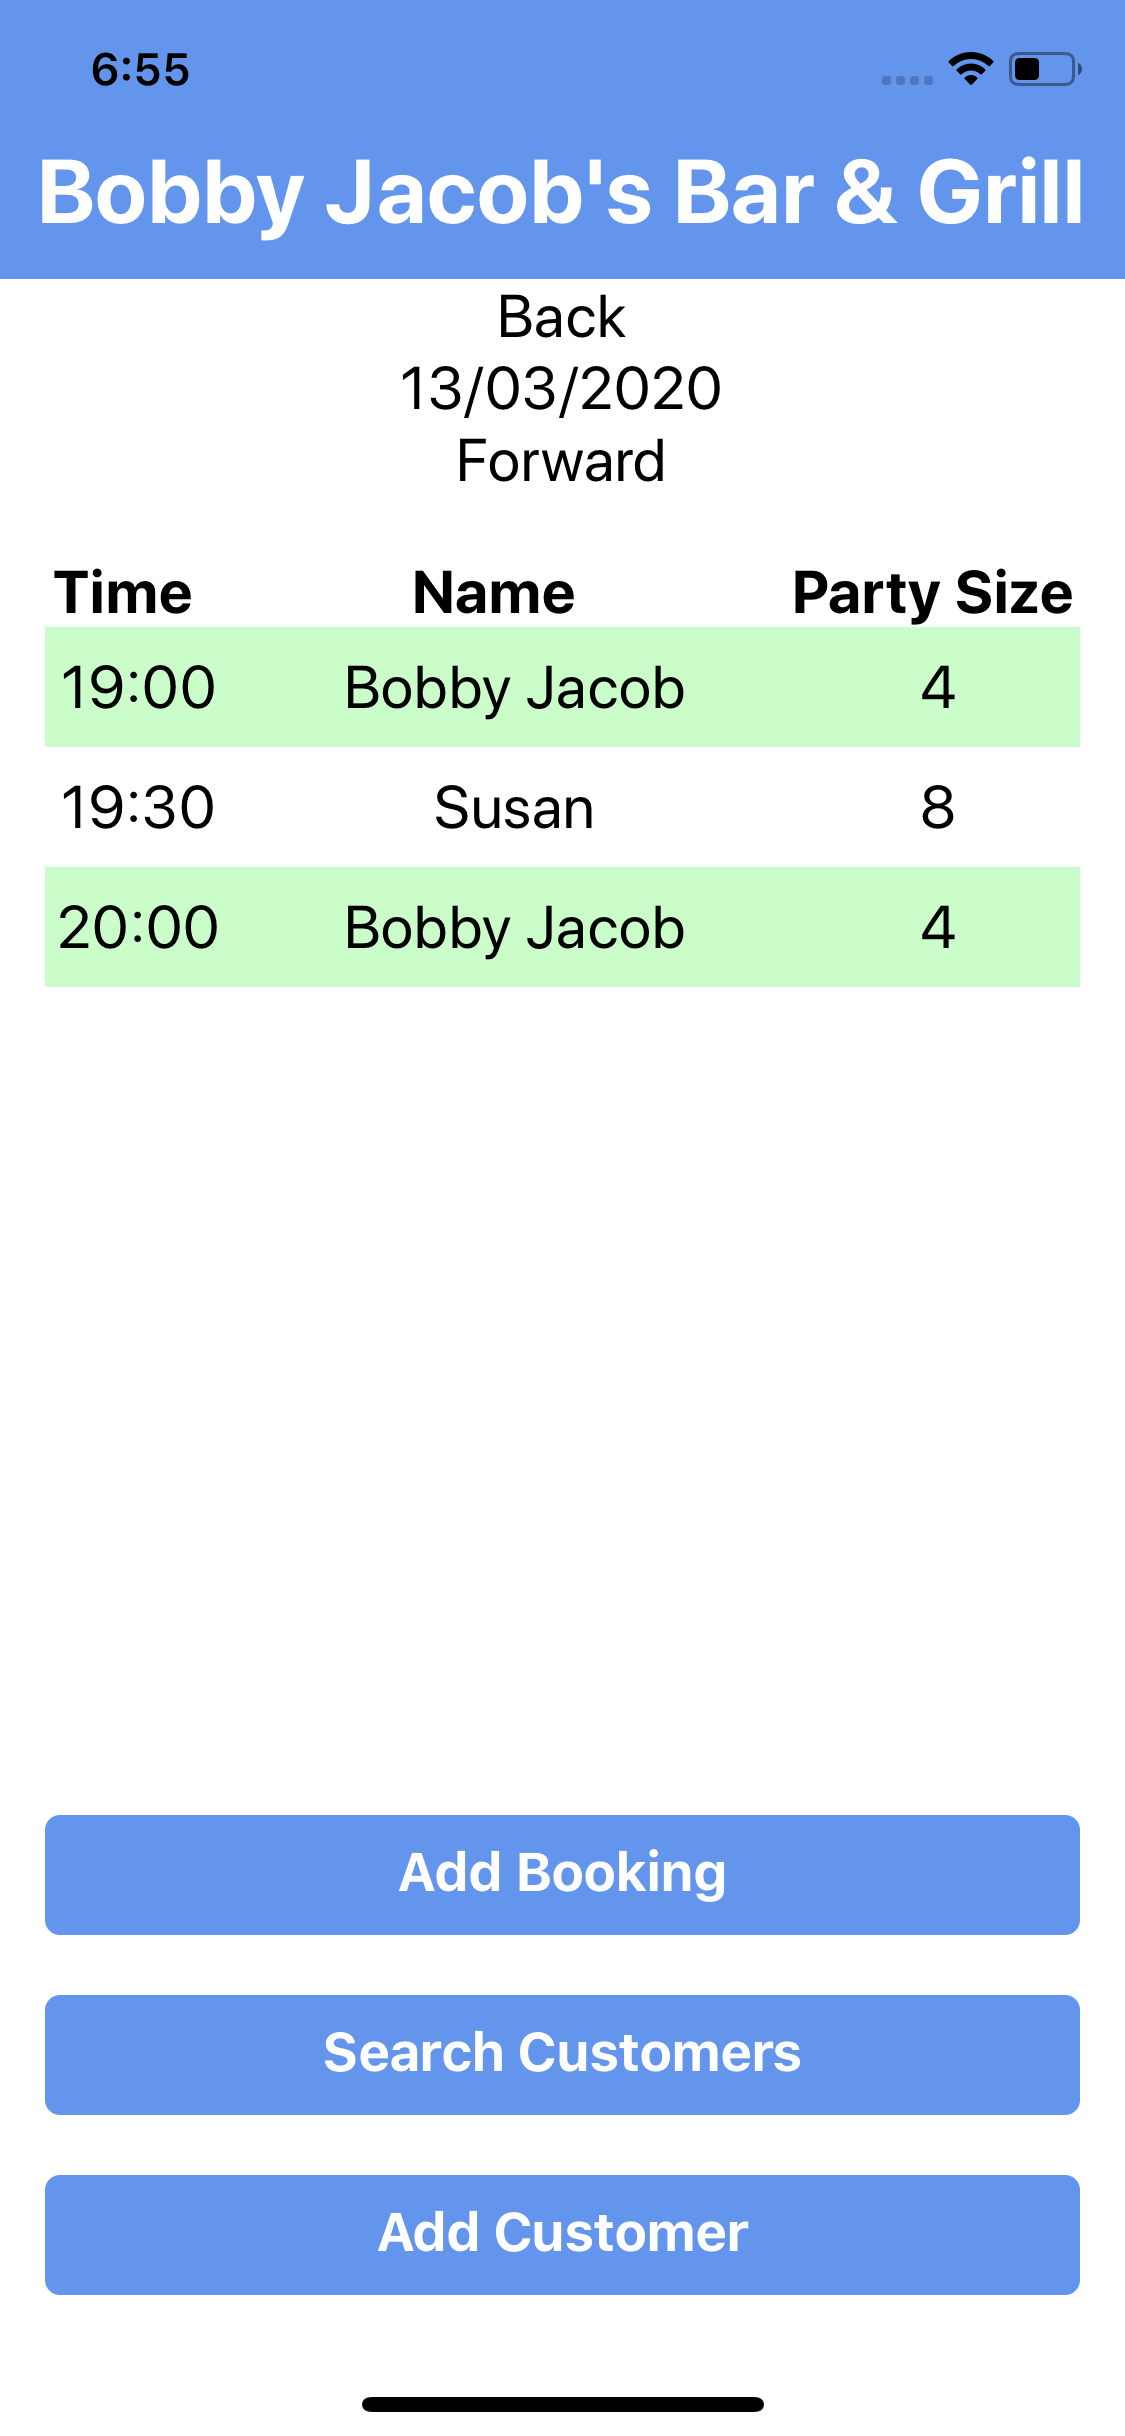 6:55
Bobby Jacob's Bar & Grill
Back
13/03/2020
Forward
Time Name Party Size
19:00 Bobby Jacob 4
19:30 Susan 8
20:00 Bobby Jacob 4
Add Booking
Search Customers
Add Customer